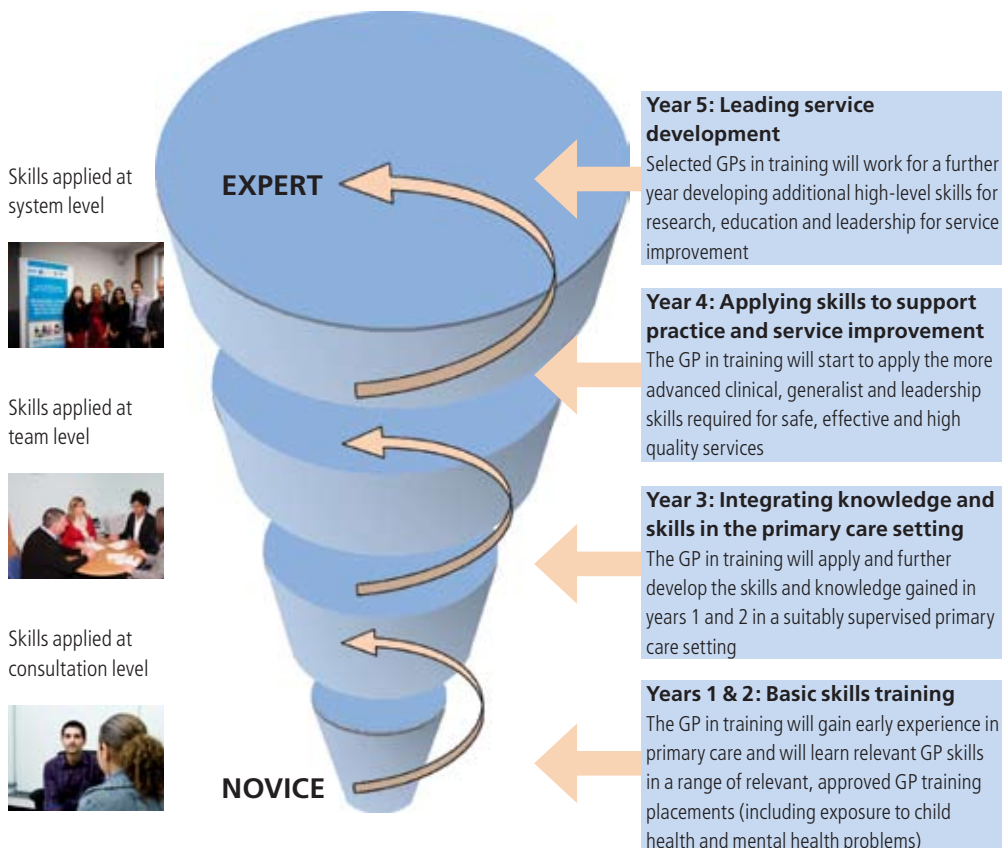 Skills applied at
system level
Skills applied at
team level
Skills applied at
consultation level
EXPERT
NOVICE
Year 5: Leading service
development
Selected GPs in training will work for a further
year developing additional high-level skills for
research, education and leadership for service
improvement
Year 4: Applying skills to support
practice and service improvement
The GP in training will start to apply the more
advanced clinical, generalist and leadership
skills required for safe, effective and high
quality services
Year 3: Integrating knowledge and
skills in the primary care setting
The GP in training will apply and further
develop the skills and knowledge gained in
years 1 and 2 in a suitably supervised primary
care setting
Years 1 & 2: Basic skills training
The GP in training will gain early experience in
primary care and will learn relevant GP skills
in a range of relevant, approved GP training
placements (including exposure to child
health and mental health problems)